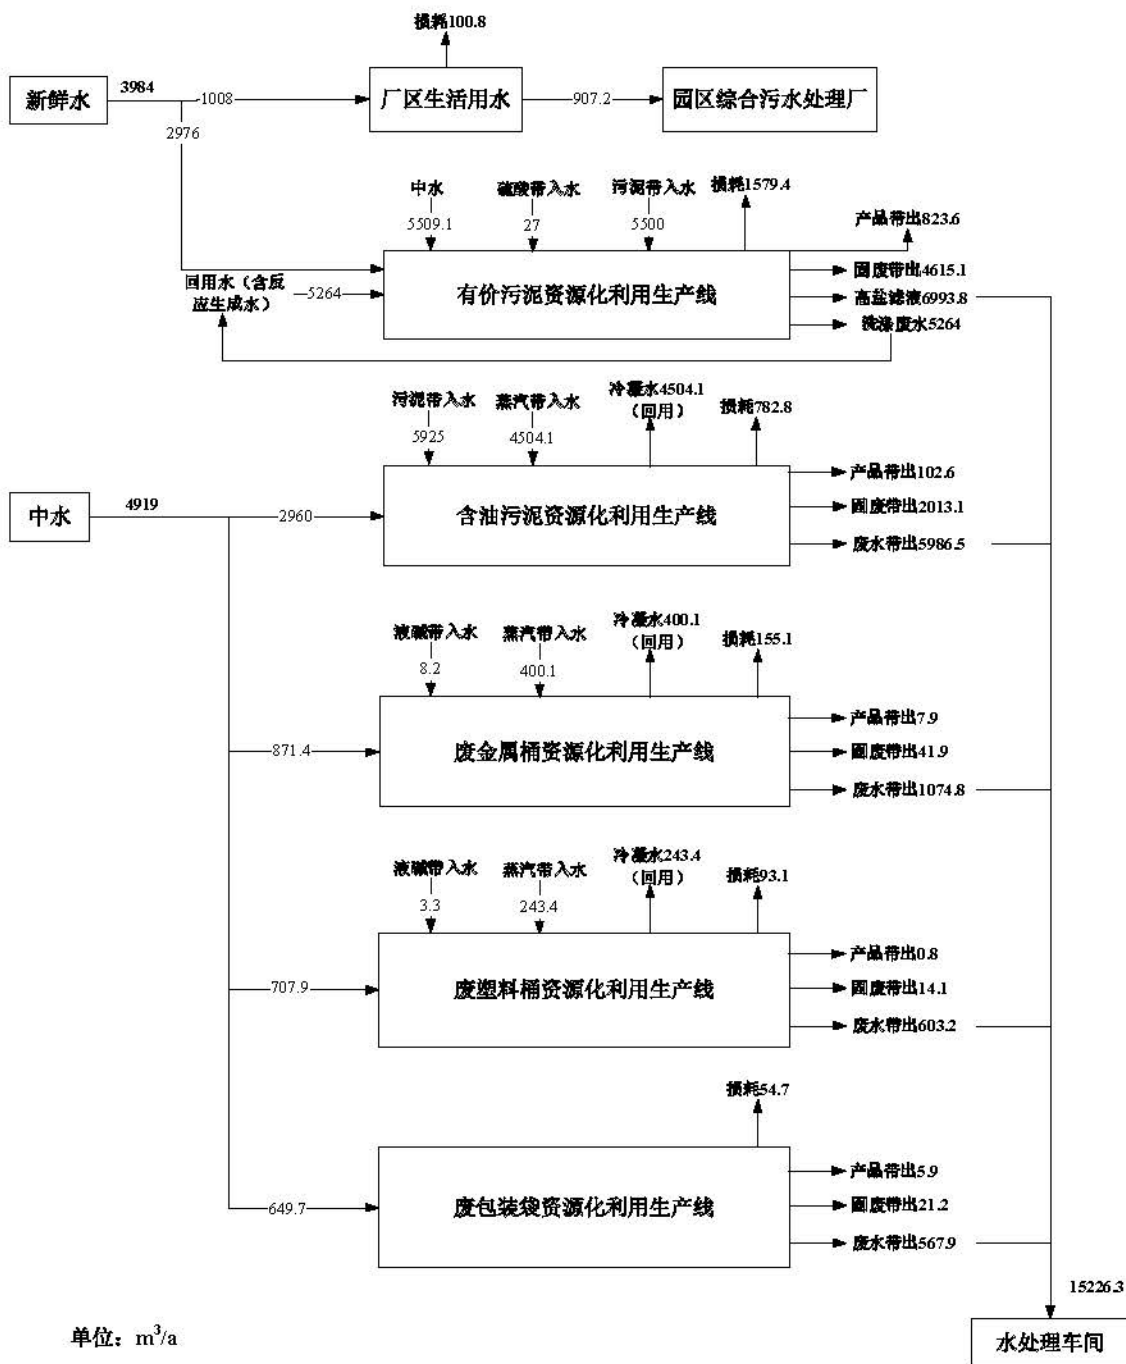 损耗100.8
新鲜水
3984
1008
厂区生活用水
907.2
园区综合污水处理厂
2976
中水
5509.1
硫酸带入水
27
污泥带入水
5500
损耗1579.4
产品带出823.6
回用水（含反
应生成水）
5264
有价污泥资源化利用生产线
固废带出4615.1
高盐滤液6993.8
洗涤废水5264
污泥带入水
5925
蒸汽带入水
4504.1
冷凝水4504.1
（回用）
损耗782.8
中水
4919
2960
含油污泥资源化利用生产线
产品带出102.6
固废带出2013.1
废水带出5986.5
液碱带入水
8.2
蒸汽带入水
400.1
冷凝水400.1
（回用）
损耗155.1
871.4
废金属桶资源化利用生产线
产品带出7.9
固废带出41.9
废水带出1074.8
液碱带入水
3.3
蒸汽带入水
243.4
冷凝水243.4
（回用）
损耗93.1
707.9
废塑料桶资源化利用生产线
产品带出0.8
固废带出14.1
废水带出603.2
损耗54.7
649.7
废包装袋资源化利用生产线
产品带出5.9
固废带出21.2
废水带出567.9
15226.3
单位：m³/a
水处理车间